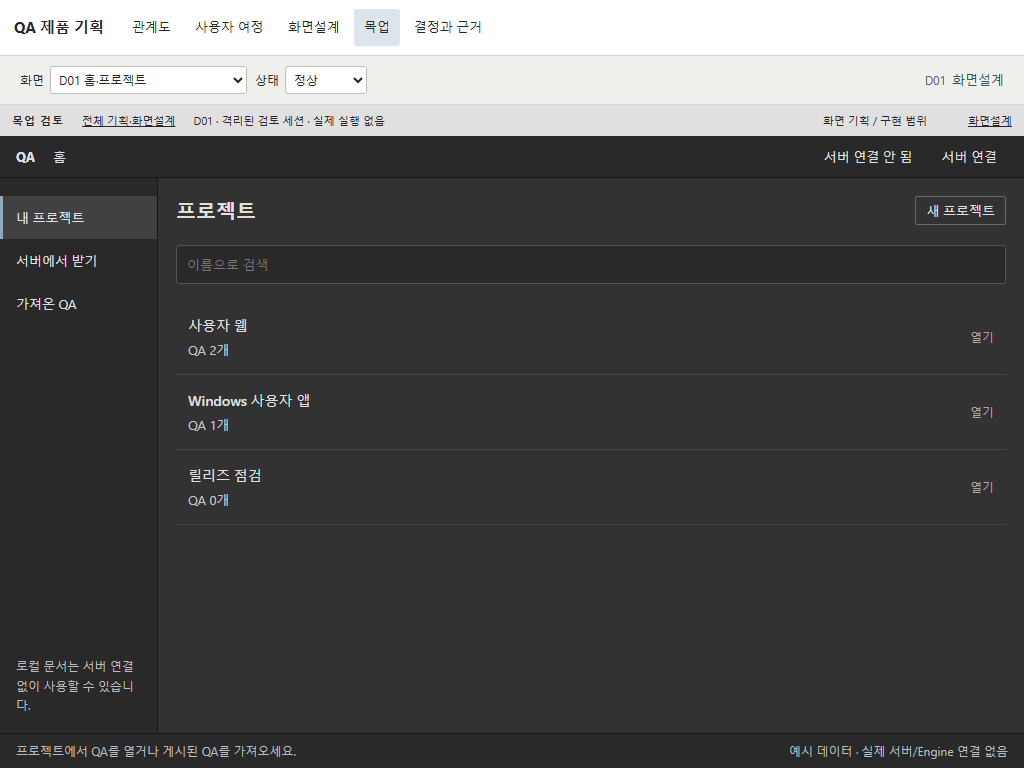 QA 제품 기획 관계도 사용자 여정 화면설계 목업 결정과 근거
화면 D01 홈·프로젝트 상태 정상 D01 화면설계
목업 검토 전체 기획·화면설계 D01 · 격리된 검토 세션 · 실제 실행 없음 화면 기획 / 구현 범위 화면설계
QA 홈 서버 연결 안 됨 서버 연결
내 프로젝트
서버에서 받기
가져온 QA
로컬 문서는 서버 연결
없이 사용할 수 있습니
다.
프로젝트 새 프로젝트
이름으로 검색
사용자 웹
QA 2개
열기
Windows 사용자 앱
QA 1개
열기
릴리즈 점검
QA 0개
열기
프로젝트에서 QA를 열거나 게시된 QA를 가져오세요. 예시 데이터 · 실제 서버/Engine 연결 없음